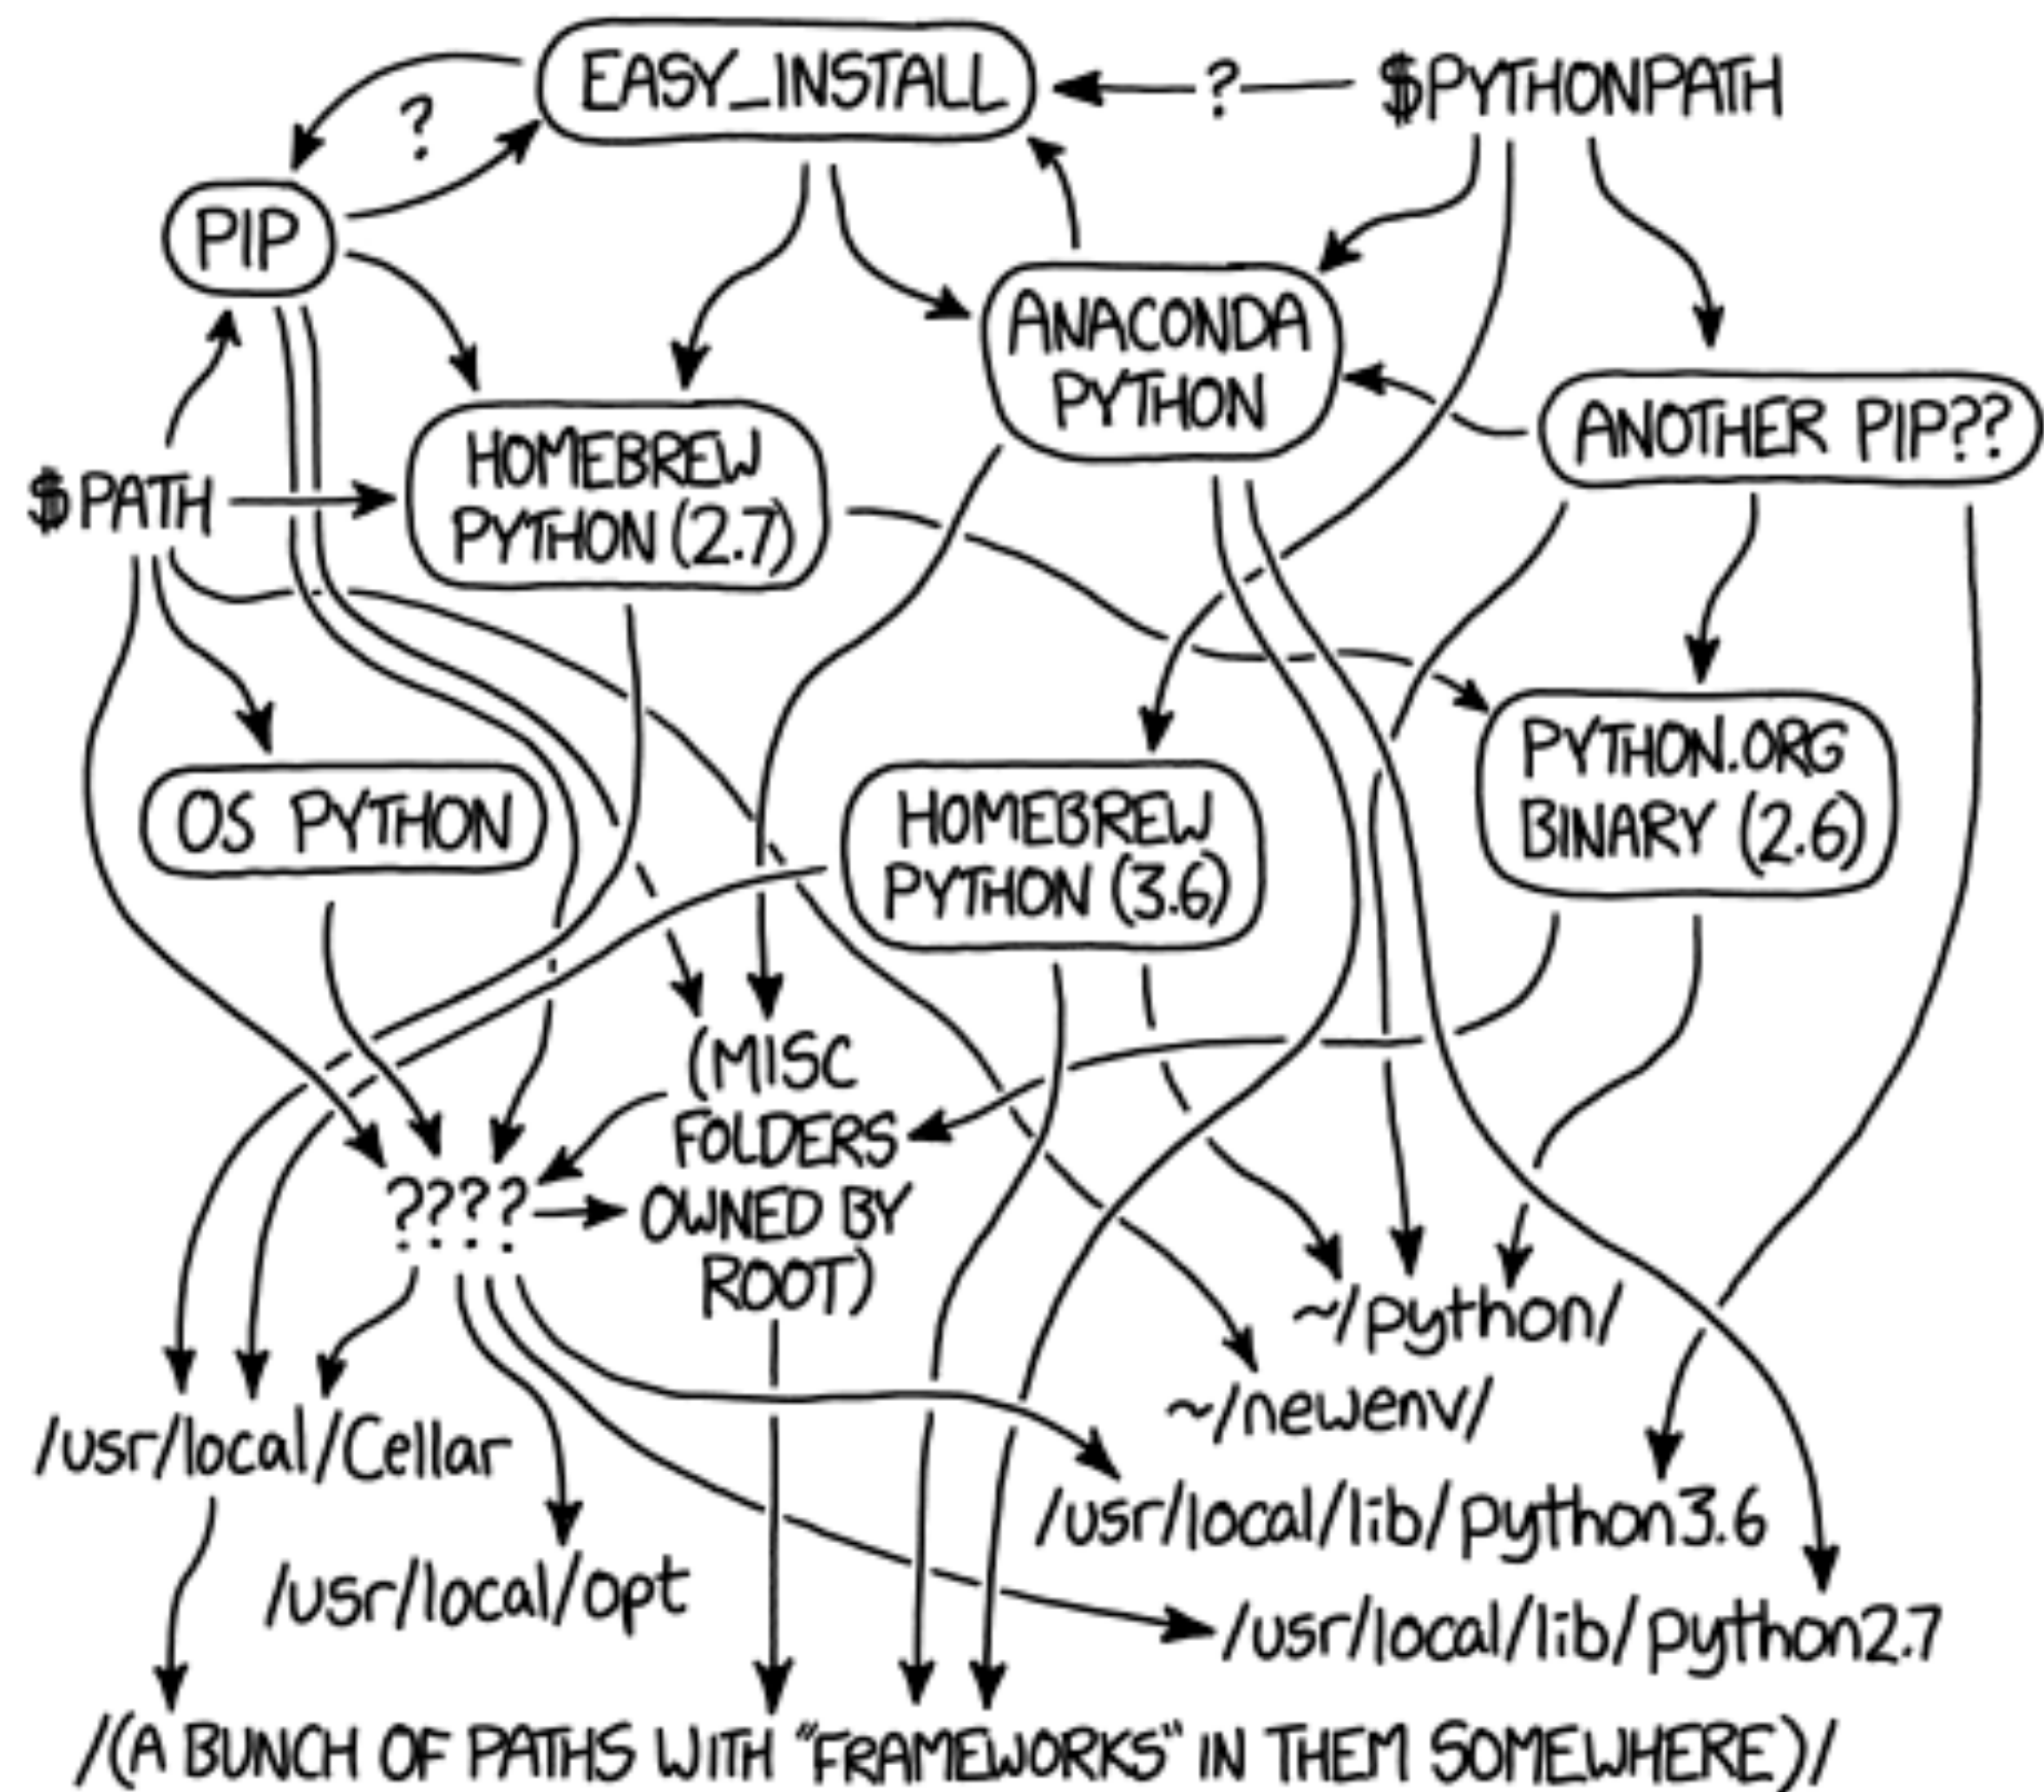 EASY_INSTALL
?
$PYTHONPATH
?
PIP
ANACONDA
PYTHON
ANOTHER PIP??
HOMEBREW
PYTHON (2.7)
$PATH
OS PYTHON
HOMEBREW
PYTHON (3.6)
PYTHON.ORG
BINARY (2.6)
(MISC
FOLDERS
OWNED BY
ROOT)
????
~/python/
~/newenv/
/usr/local/Cellar
/usr/local/lib/python3.6
/usr/local/opt
/usr/local/lib/python2.7
/(A BUNCH OF PATHS WITH "FRAMEWORKS" IN THEM SOMEWHERE)/